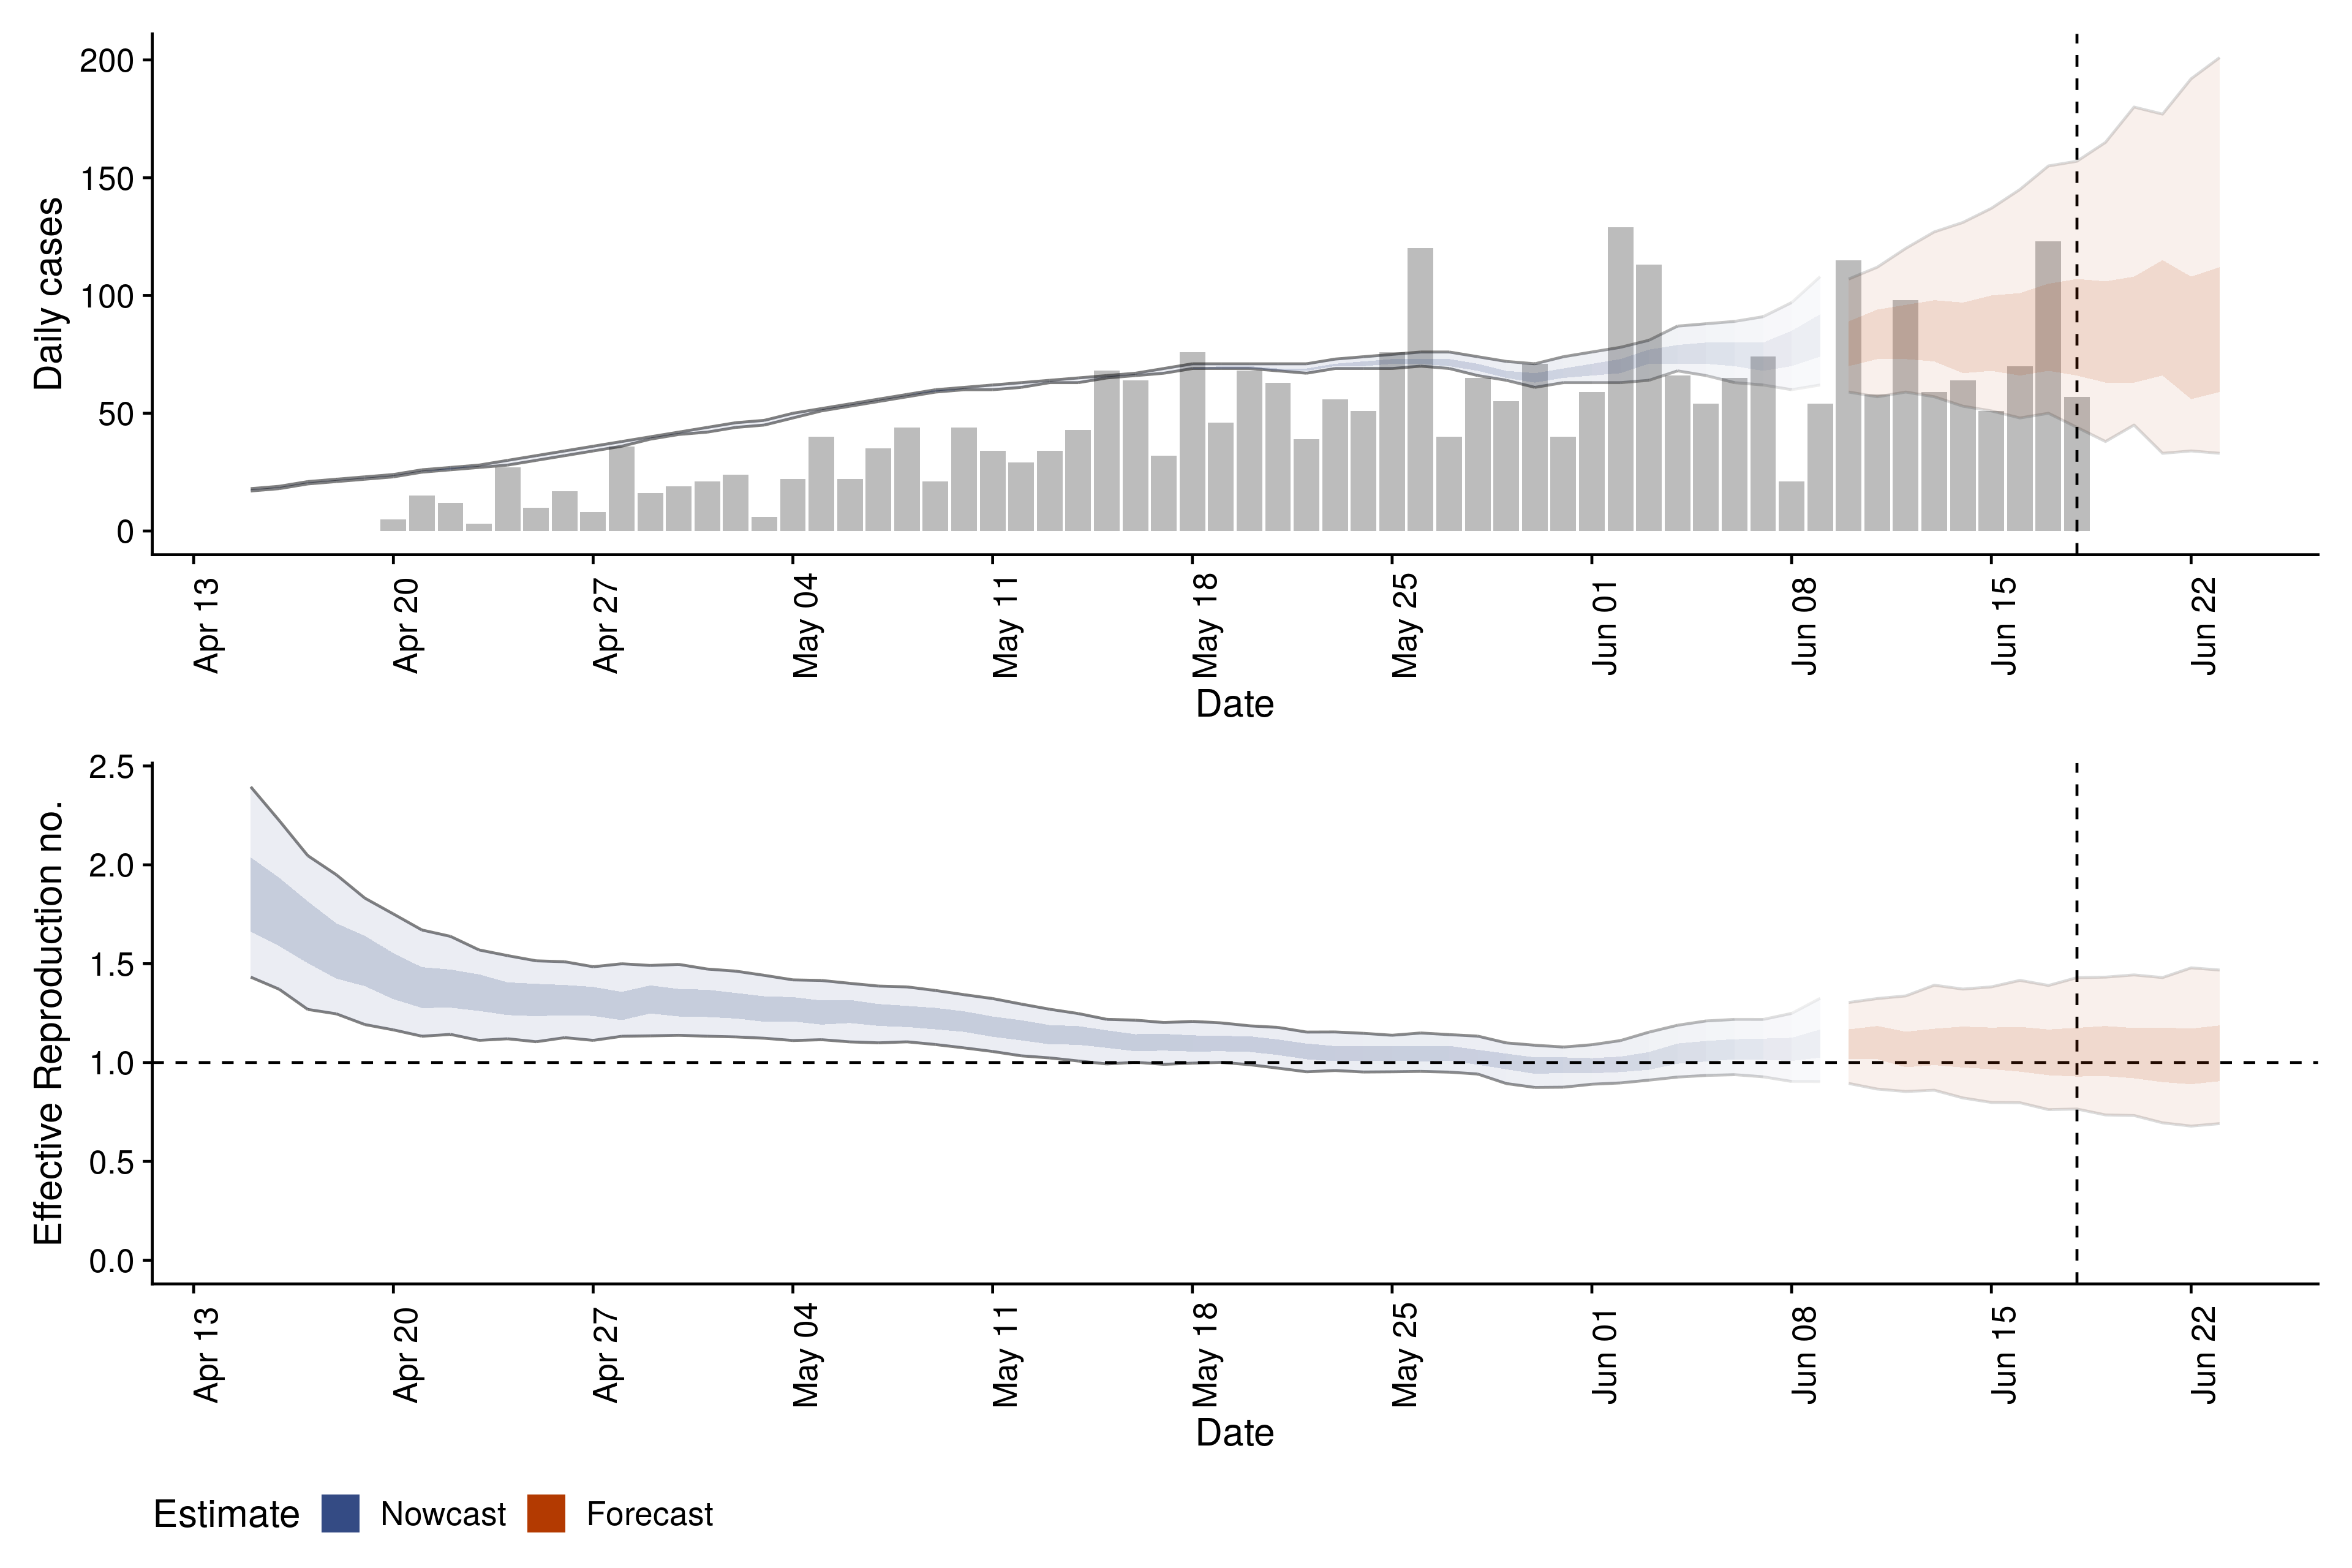 Daily cases
200
150
100
50
0
Apr 13 Apr 20 Apr 27 May 04 May 11 May 18 May 25 Jun 01 Jun 08 Jun 15 Jun 22
Date
Effective Reproduction no.
2.5
2.0
1.5
1.0
0.5
0.0
Apr 13 Apr 20 Apr 27 May 04 May 11 May 18 May 25 Jun 01 Jun 08 Jun 15 Jun 22
Date
Estimate Nowcast Forecast